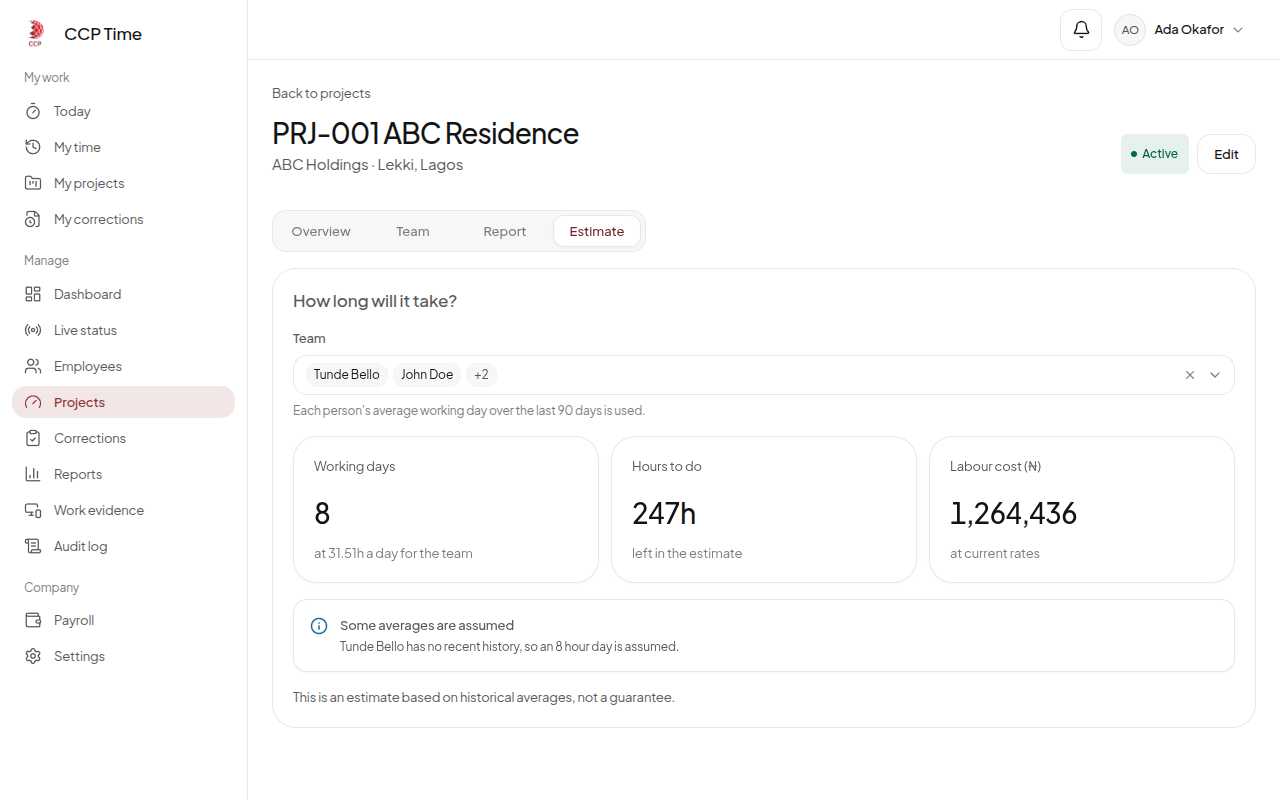 CCP
CCP Time
My work
Today
My time
My projects
My corrections
Manage
Dashboard
Live status
Employees
Projects
Corrections
Reports
Work evidence
Audit log
Company
Payroll
Settings
AO
Ada Okafor
Back to projects
PRJ-001 ABC Residence
ABC Holdings · Lekki, Lagos
Active
Edit
Overview
Team
Report
Estimate
How long will it take?
Team
Tunde Bello
John Doe
+2
Each person's average working day over the last 90 days is used.
Working days
8
at 31.51h a day for the team
Hours to do
247h
left in the estimate
Labour cost (₦)
1,264,436
at current rates
Some averages are assumed
Tunde Bello has no recent history, so an 8 hour day is assumed.
This is an estimate based on historical averages, not a guarantee.